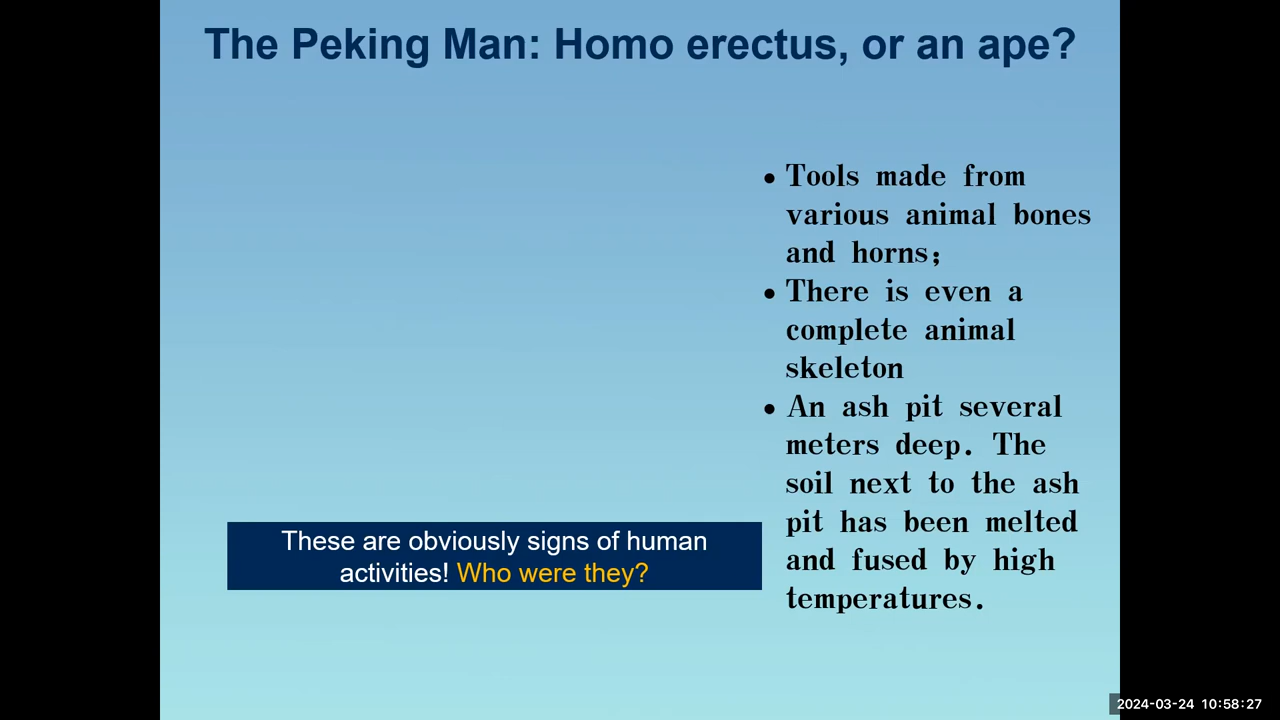 The Peking Man: Homo erectus, or an ape?
• Tools made from
various animal bones
and horns;
• There is even a
complete animal
skeleton
• An ash pit several
meters deep. The
soil next to the ash
pit has been melted
and fused by high
temperatures.
These are obviously signs of human
activities! Who were they?
2024-03-24 10:58:27